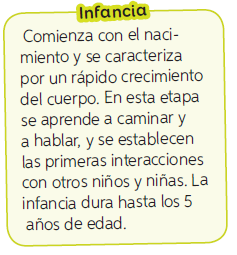 Infancia
Comienza con el naci-
miento y se caracteriza
por un rápido crecimiento
del cuerpo. En esta etapa
se aprende a caminar y
a hablar, y se establecen
las primeras interacciones
con otros niños y niñas. La
infancia dura hasta los 5
años de edad.